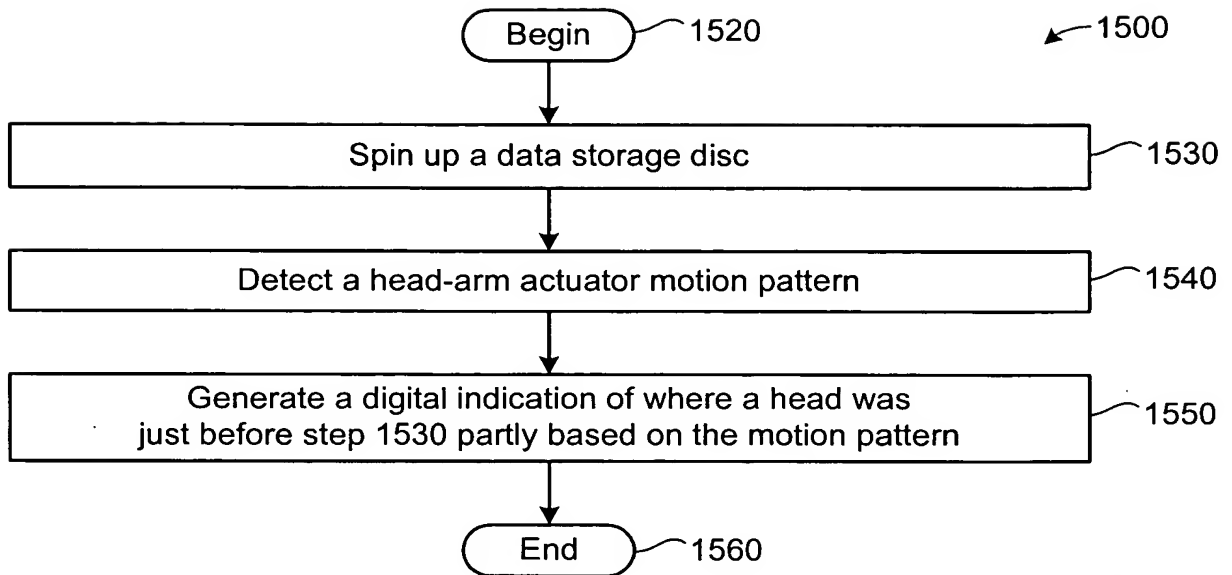 Begin
1520
1500
Spin up a data storage disc
1530
Detect a head-arm actuator motion pattern
1540
Generate a digital indication of where a head was
just before step 1530 partly based on the motion pattern
1550
End
1560